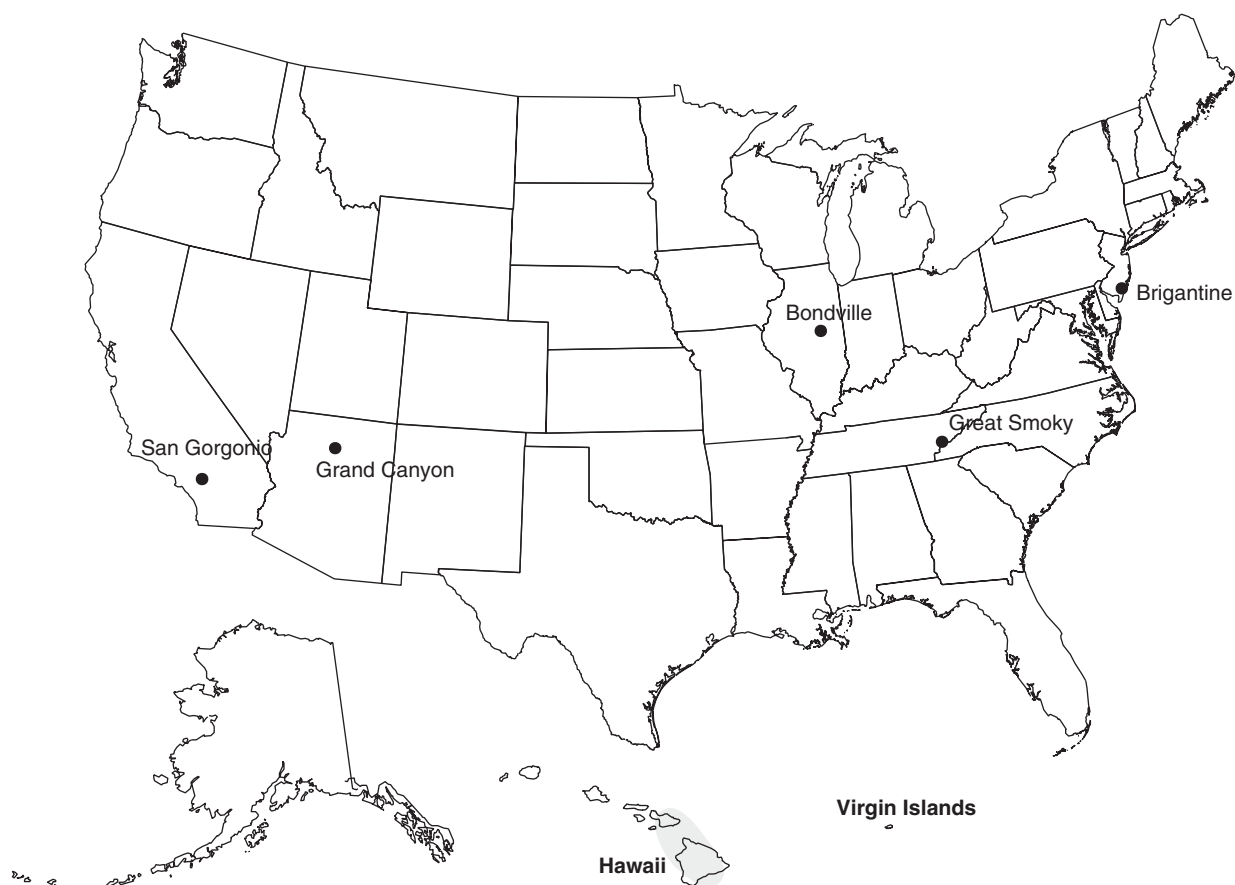 Brigantine
Bondville
Great Smoky
San Gorgonio
Grand Canyon
Virgin Islands
Hawaii